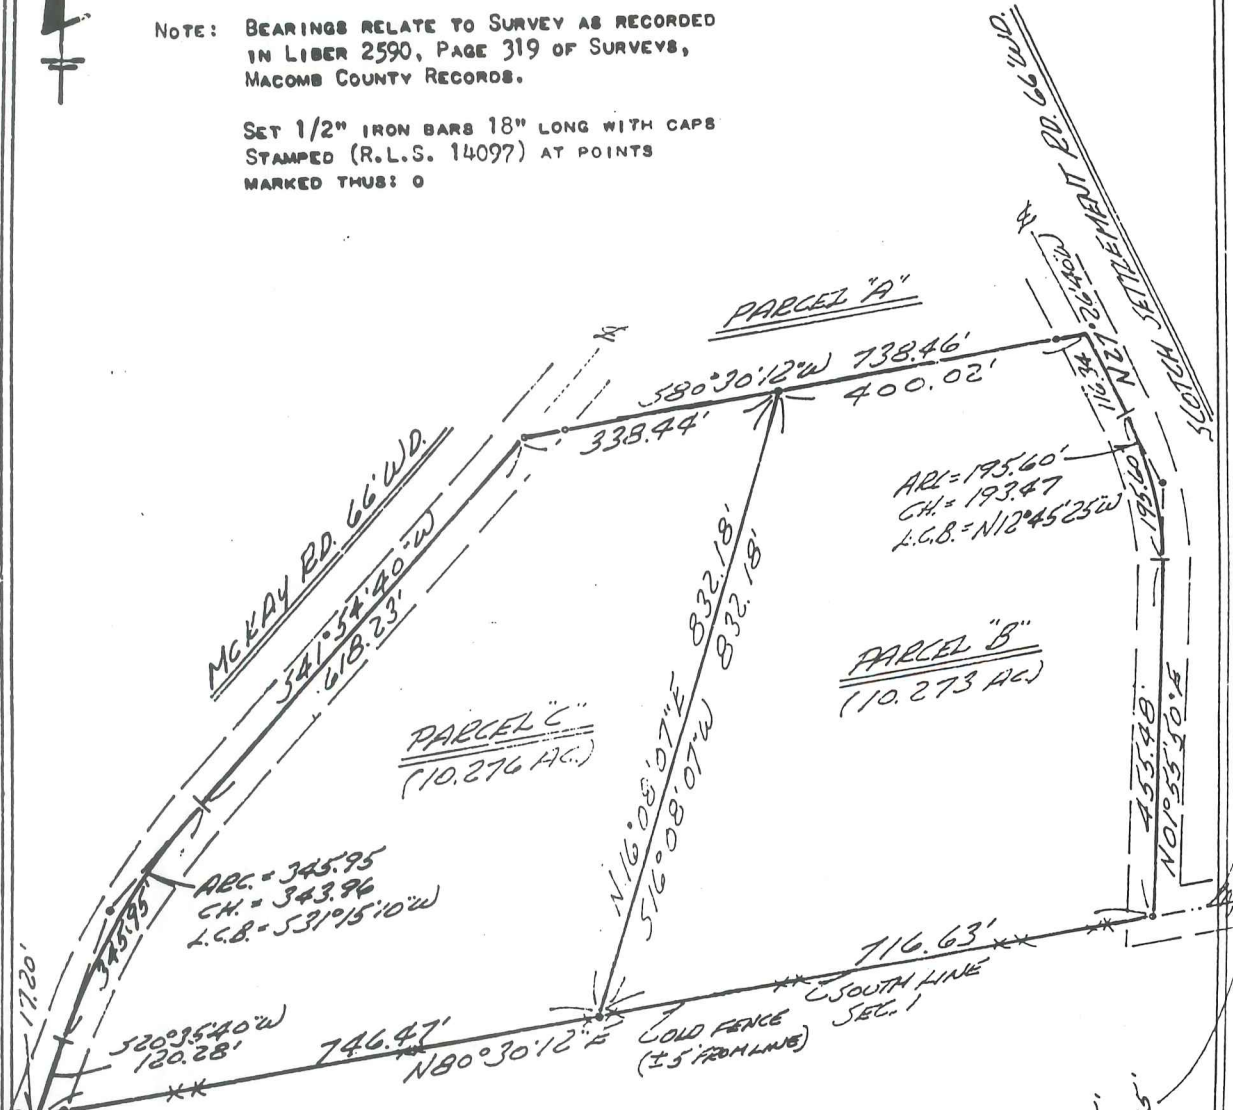 NOTE: BEARINGS RELATE TO SURVEY AS RECORDED
IN LIBER 2590, PAGE 319 OF SURVEYS,
MACOMB COUNTY RECORDS.
SET 1/2" IRON BARS 18" LONG WITH CAPS
STAMPED (R.L.S. 14097) AT POINTS
MARKED THUS: O
SCOTCH SETTLEMENT RD. 66' WD.
℄
PARCEL "A"
S80°30'12"W 738.46'
338.44'
400.02'
N27°26'40"W
116.34
ARC=195.60'
CH.=193.47
L.C.B.=N12°45'25"W
195.60'
MCKAY RD. 66' WD.
S41°54'40"W
618.23'
832.18'
832.18'
N.16°08'07"E
S16°08'07"W
PARCEL "B"
(10.273 AC.)
PARCEL "C"
(10.276 AC.)
455.48'
N01°55'50"E
ARC.=345.95
CH.=343.96
L.C.B.=S31°15'10"W
345.95'
17.20'
S20°35'40"W
120.28'
746.47'
N80°30'12"E
716.63'
SOUTH LINE
SEC. 1
OLD FENCE
(±5' FROM LINE)